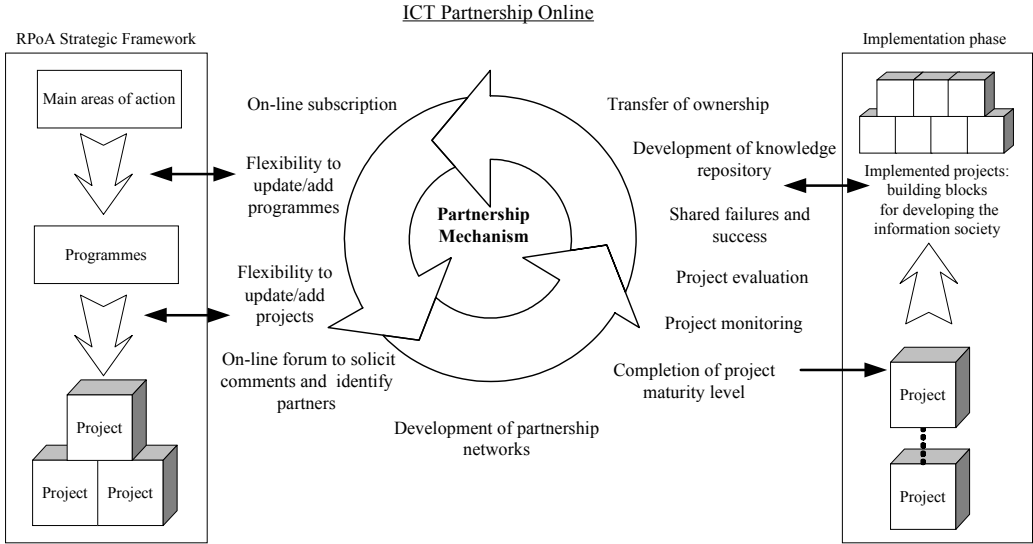 ICT Partnership Online
RPoA Strategic Framework
Main areas of action
Programmes
Project
Project
Project
On-line subscription
Flexibility to
update/add
programmes
Flexibility to
update/add
projects
On-line forum to solicit
comments and identify
partners
Partnership
Mechanism
Development of partnership
networks
Transfer of ownership
Development of knowledge
repository
Shared failures and
success
Project evaluation
Project monitoring
Completion of project
maturity level
Implementation phase
Implemented projects:
building blocks
for developing the
information society
Project
Project